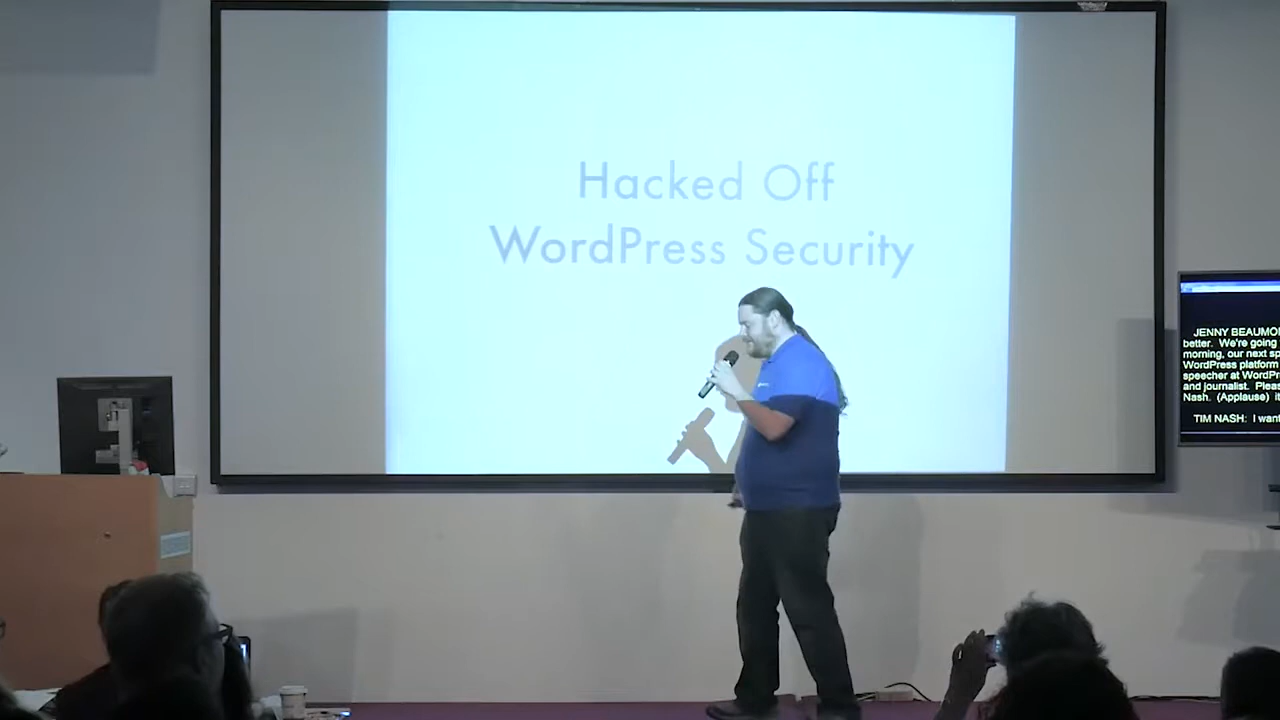 Hacked Off
WordPress Security
JENNY BEAUMO
better. We're going
morning, our next sp
WordPress platform
speecher at WordPr
and journalist. Pleas
Nash. (Applause) it
TIM NASH: I want